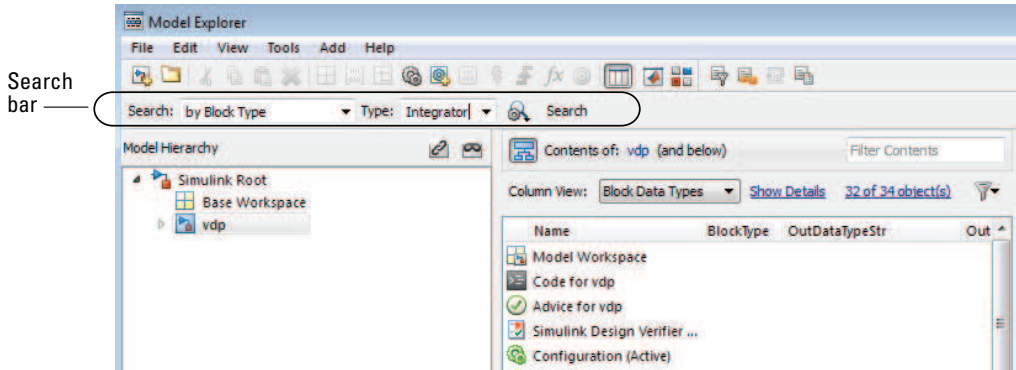 Model Explorer
File Edit View Tools Add Help
Search bar
Search: by Block Type Type: Integrator Search
Model Hierarchy
Contents of: vdp (and below) Filter Contents
Simulink Root
Base Workspace
vdp
Column View: Block Data Types Show Details 32 of 34 object(s)
Name BlockType OutDataTypeStr Out
Model Workspace
Code for vdp
Advice for vdp
Simulink Design Verifier ...
Configuration (Active)